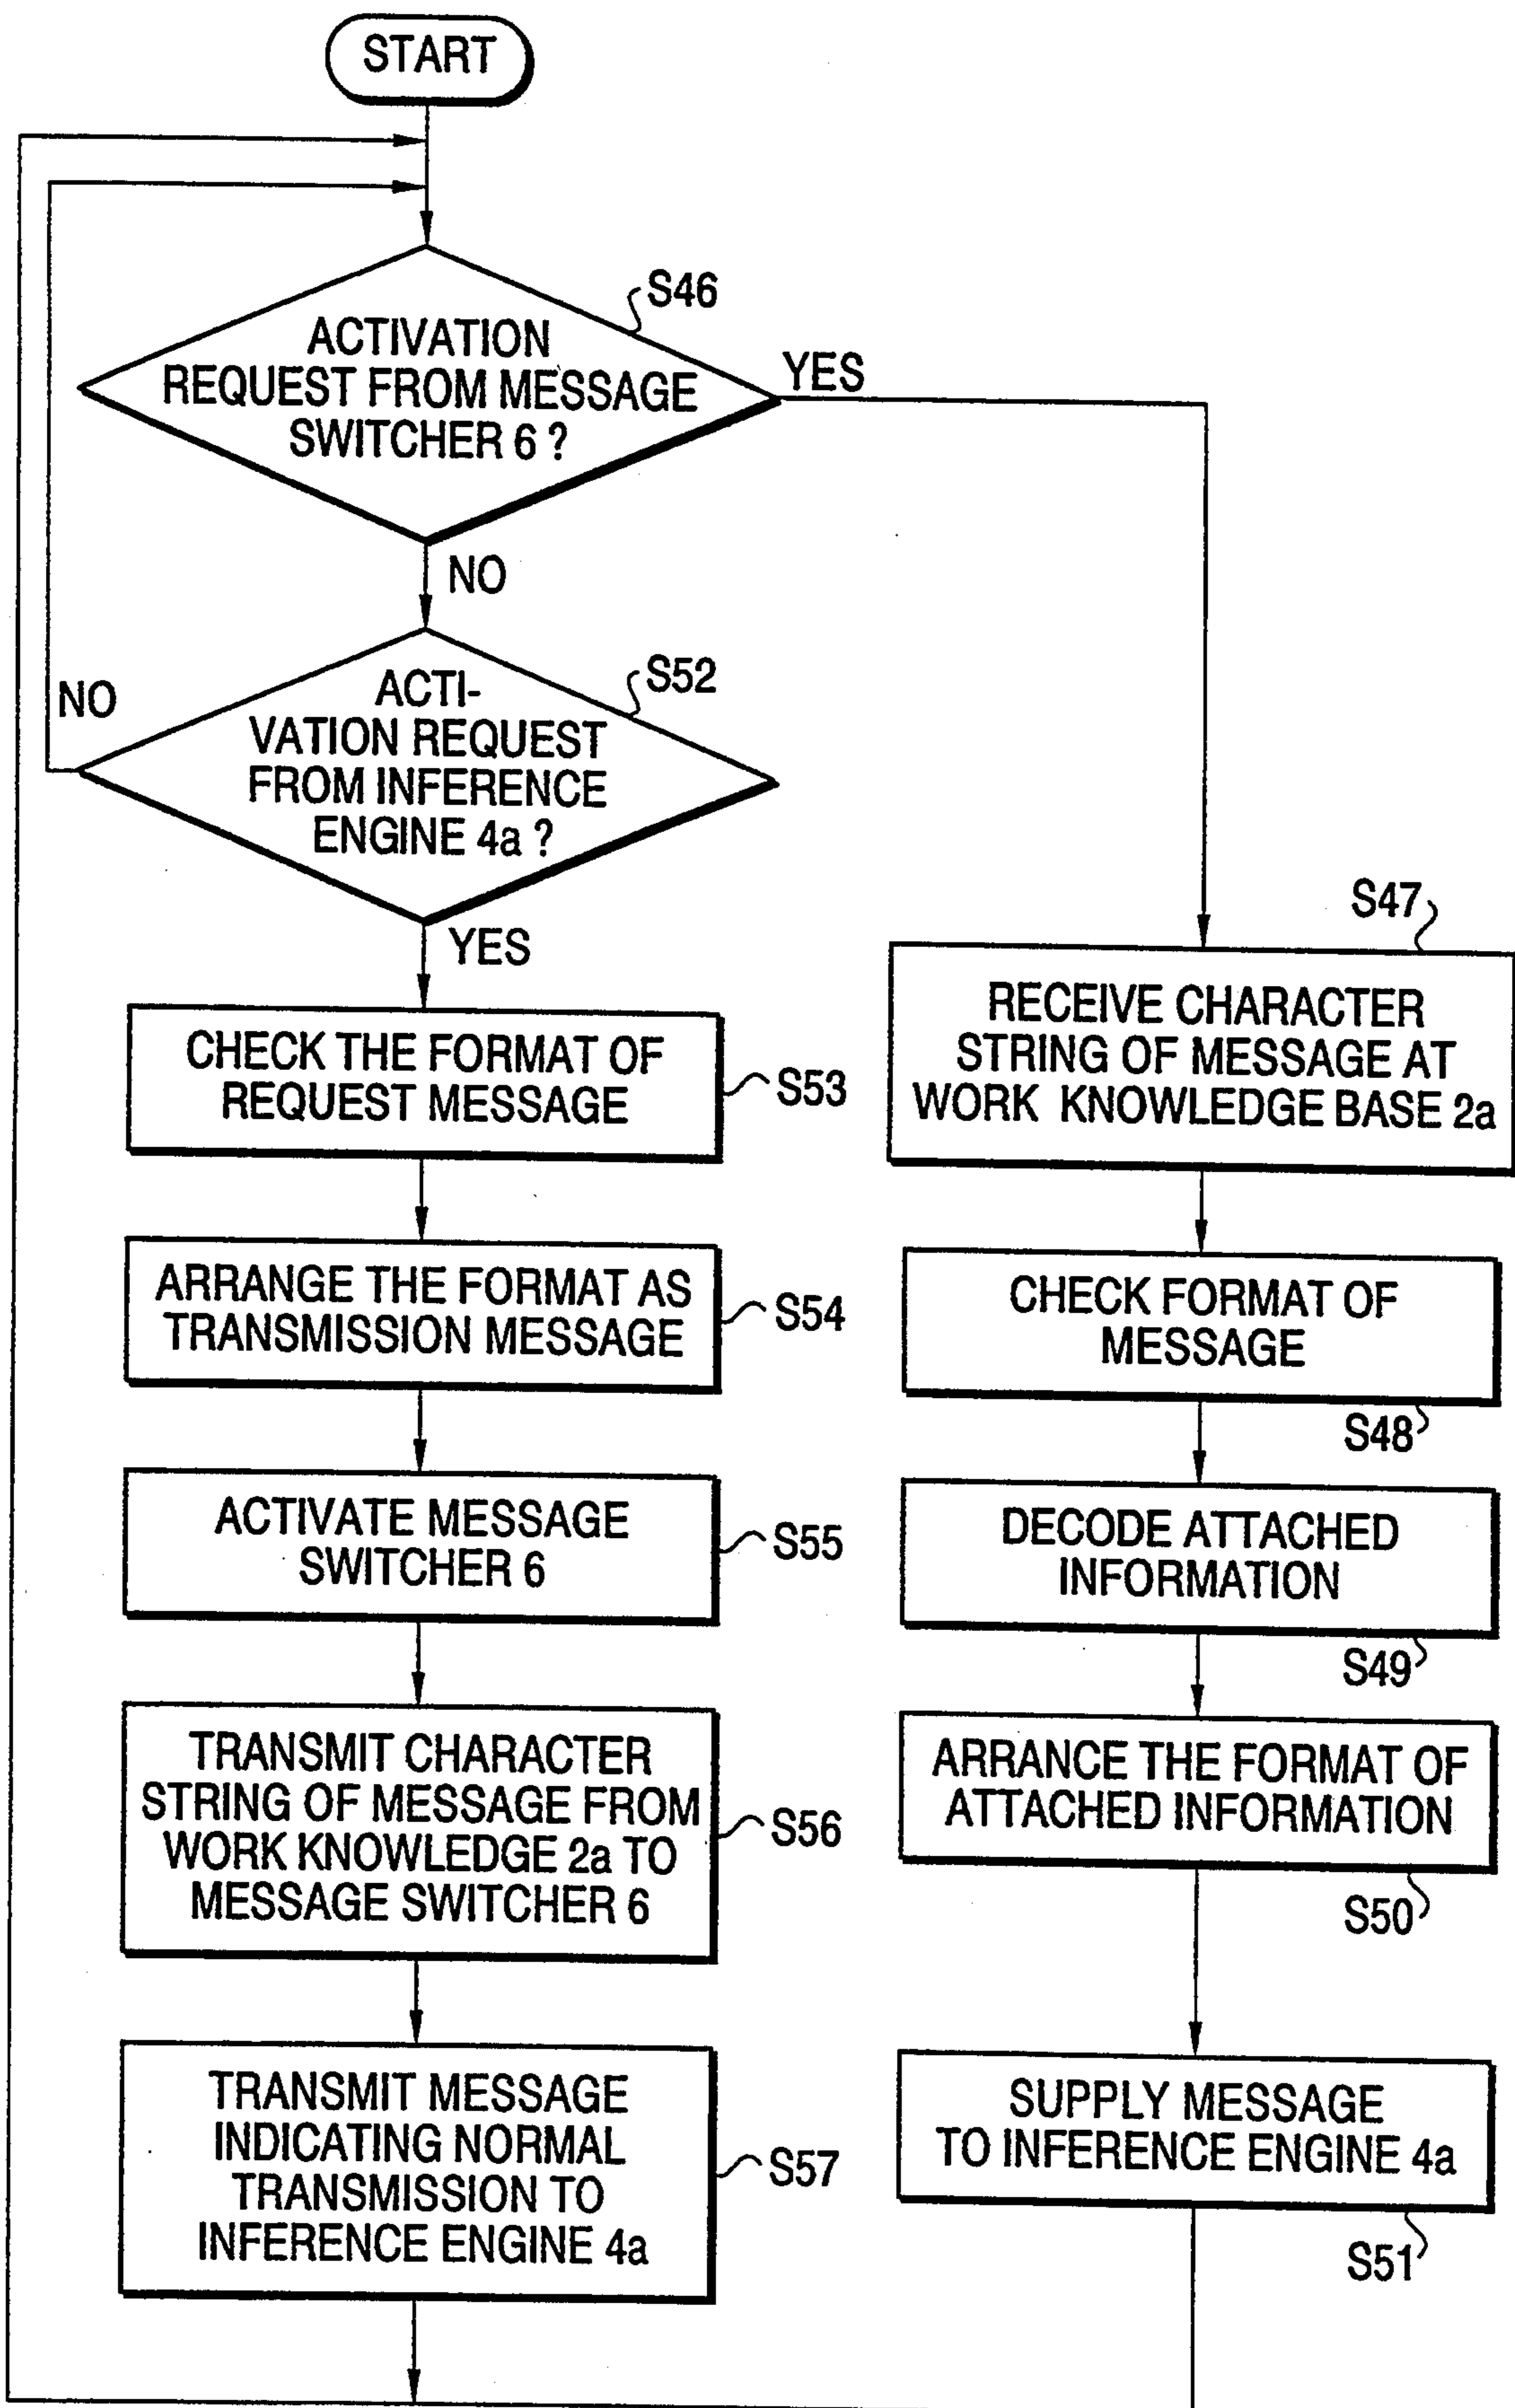 START
S46
ACTIVATION
REQUEST FROM MESSAGE
SWITCHER 6 ?
YES
NO
S52
ACTI-
VATION REQUEST
FROM INFERENCE
ENGINE 4a ?
NO
YES
CHECK THE FORMAT OF
REQUEST MESSAGE
S53
ARRANGE THE FORMAT AS
TRANSMISSION MESSAGE
S54
ACTIVATE MESSAGE
SWITCHER 6
S55
TRANSMIT CHARACTER
STRING OF MESSAGE FROM
WORK KNOWLEDGE 2a TO
MESSAGE SWITCHER 6
S56
TRANSMIT MESSAGE
INDICATING NORMAL
TRANSMISSION TO
INFERENCE ENGINE 4a
S57
S47
RECEIVE CHARACTER
STRING OF MESSAGE AT
WORK KNOWLEDGE BASE 2a
CHECK FORMAT OF
MESSAGE
S48
DECODE ATTACHED
INFORMATION
S49
ARRANCE THE FORMAT OF
ATTACHED INFORMATION
S50
SUPPLY MESSAGE
TO INFERENCE ENGINE 4a
S51